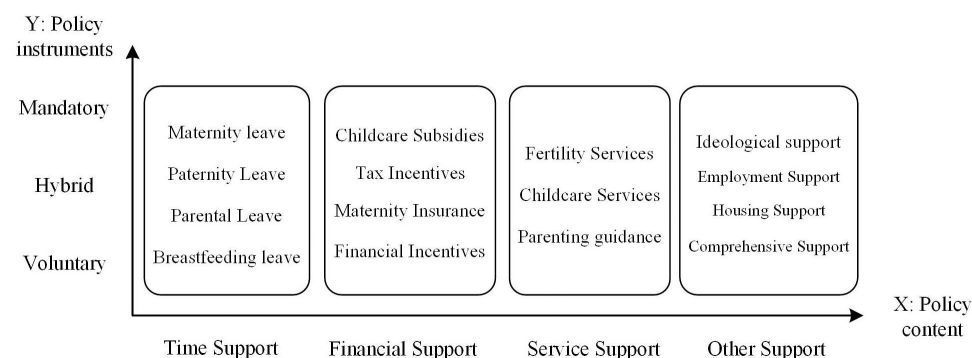 Y: Policy
instruments
Mandatory
Hybrid
Voluntary
Maternity leave
Paternity Leave
Parental Leave
Breastfeeding leave
Childcare Subsidies
Tax Incentives
Maternity Insurance
Financial Incentives
Fertility Services
Childcare Services
Parenting guidance
Ideological support
Employment Support
Housing Support
Comprehensive Support
X: Policy
content
Time Support
Financial Support
Service Support
Other Support